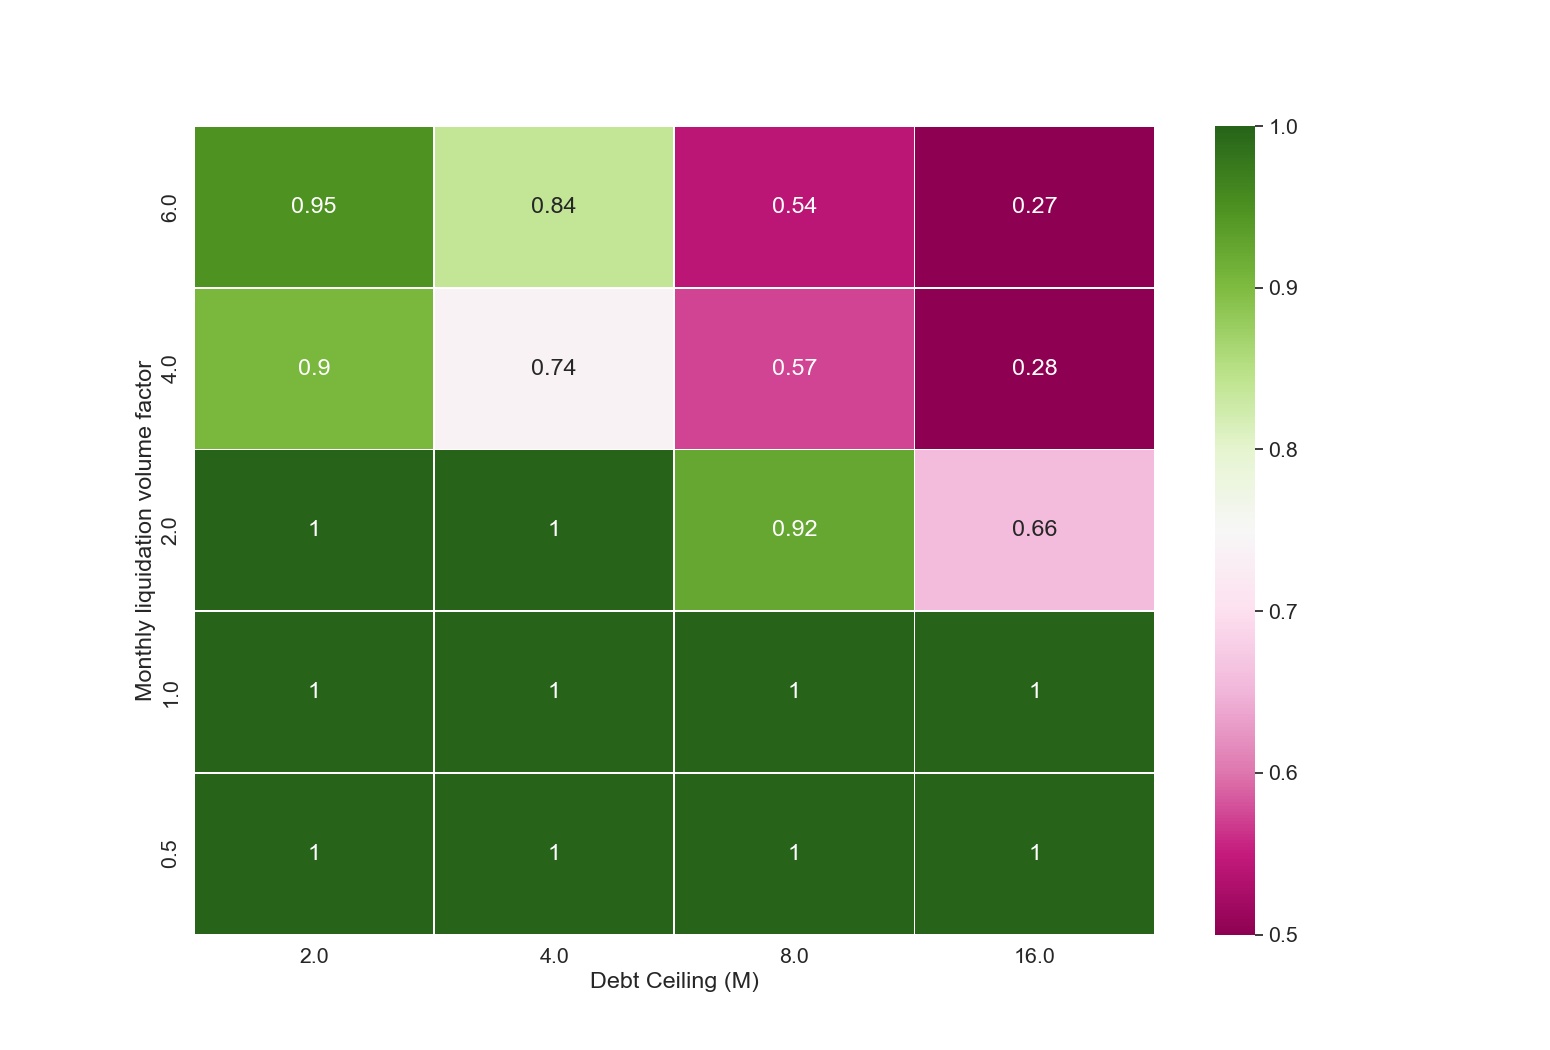 1.0
6.0 0.95 0.84 0.54 0.27
0.9
4.0 0.9 0.74 0.57 0.28
0.8
Monthly liquidation volume factor
2.0 1 1 0.92 0.66
0.7
1.0 1 1 1 1
0.6
0.5 1 1 1 1
0.5
2.0 4.0 8.0 16.0
Debt Ceiling (M)